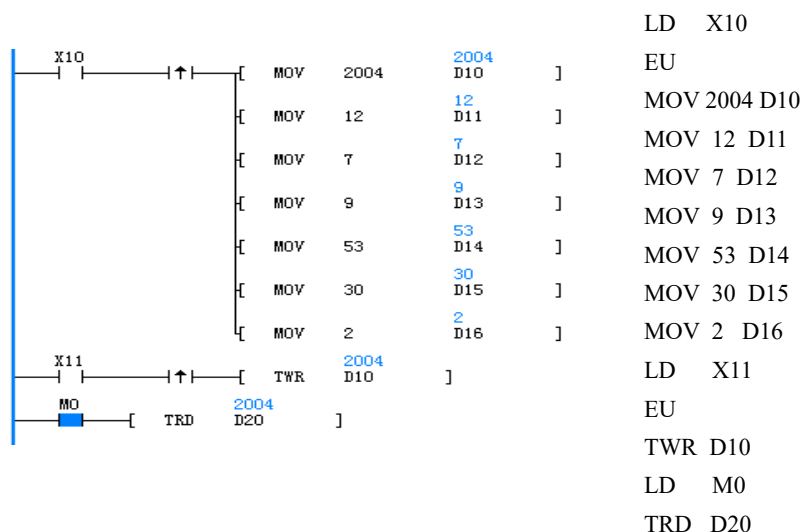 X10
2004
[ MOV 2004 D10 ]
12
[ MOV 12 D11 ]
7
[ MOV 7 D12 ]
9
[ MOV 9 D13 ]
53
[ MOV 53 D14 ]
30
[ MOV 30 D15 ]
2
[ MOV 2 D16 ]
X11
2004
[ TWR D10 ]
M0
2004
[ TRD D20 ]
LD X10
EU
MOV 2004 D10
MOV 12 D11
MOV 7 D12
MOV 9 D13
MOV 53 D14
MOV 30 D15
MOV 2 D16
LD X11
EU
TWR D10
LD M0
TRD D20